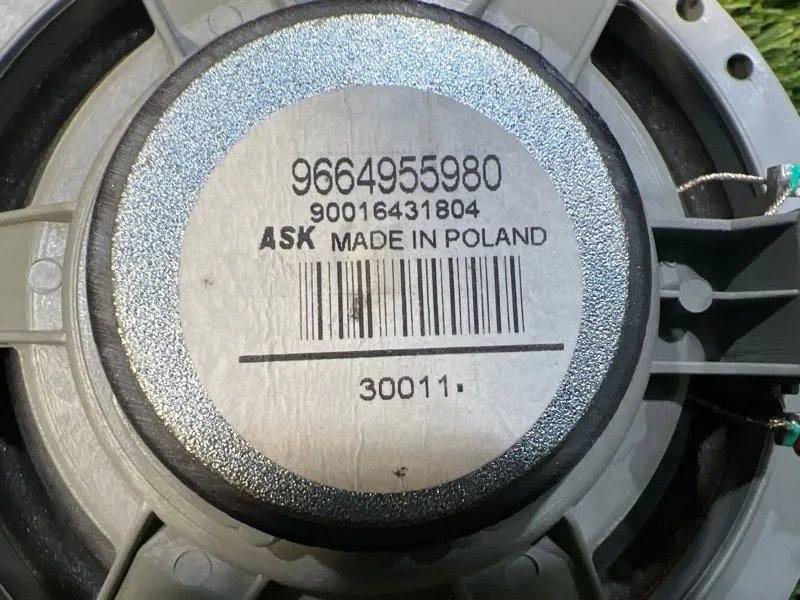 9664955980
90016431804
ASK MADE IN POLAND
30011.